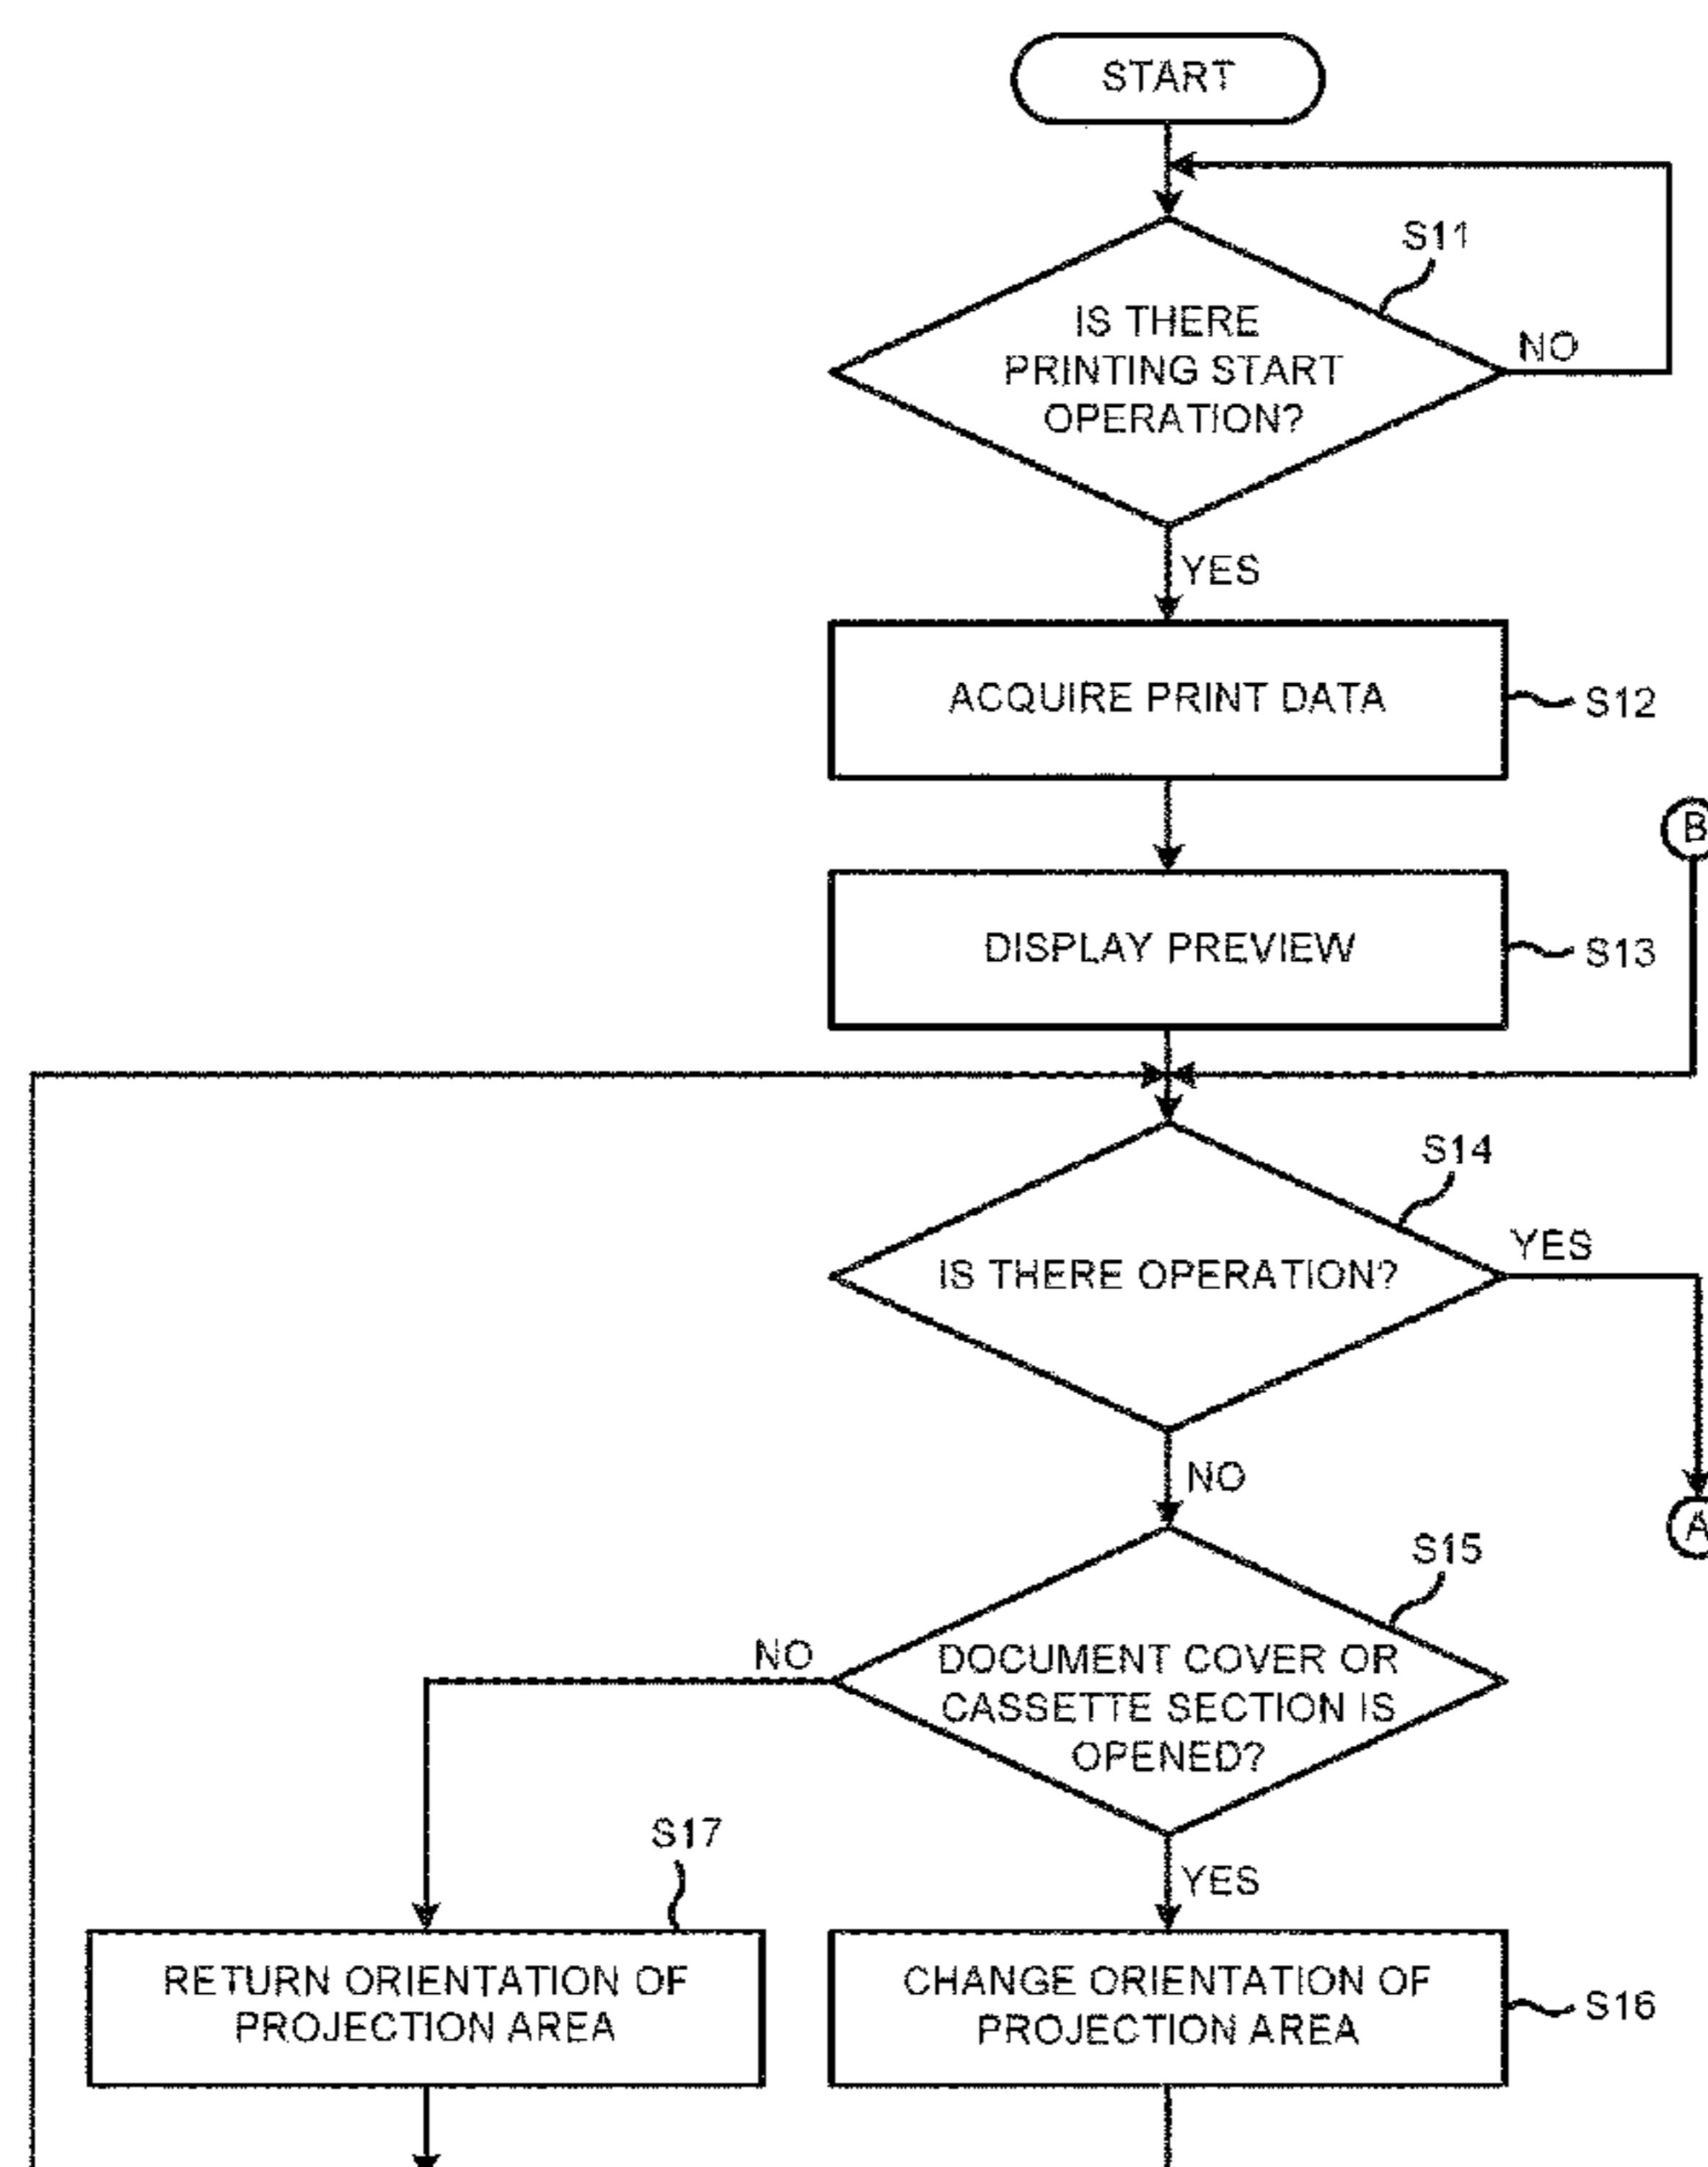 START
S11
IS THERE
PRINTING START
OPERATION?
NO
YES
ACQUIRE PRINT DATA
S12
B
DISPLAY PREVIEW
S13
S14
IS THERE OPERATION?
YES
NO
A
S15
DOCUMENT COVER OR
CASSETTE SECTION IS
OPENED?
NO
YES
S17
RETURN ORIENTATION OF
PROJECTION AREA
CHANGE ORIENTATION OF
PROJECTION AREA
S16